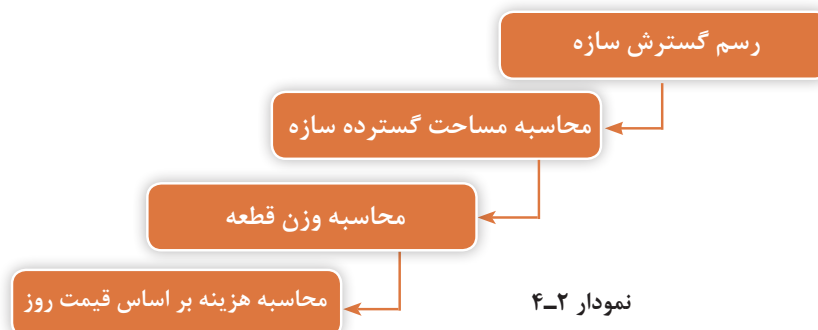 رسم گسترش سازه
محاسبه مساحت گسترده سازه
محاسبه وزن قطعه
محاسبه هزینه بر اساس قیمت روز
نمودار ۲ـ۴